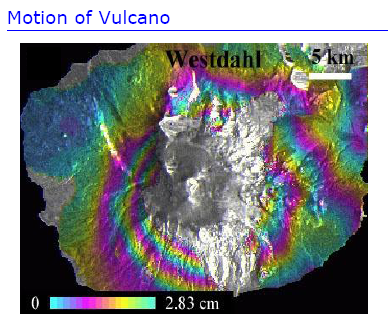 Motion of Vulcano
Westdahl
5 km
0 2.83 cm